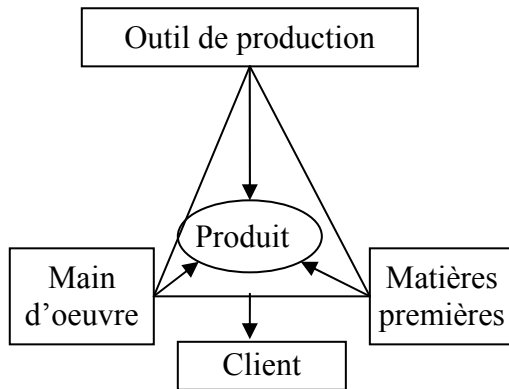 Outil de production
Produit
Main
d'oeuvre
Matières
premières
Client